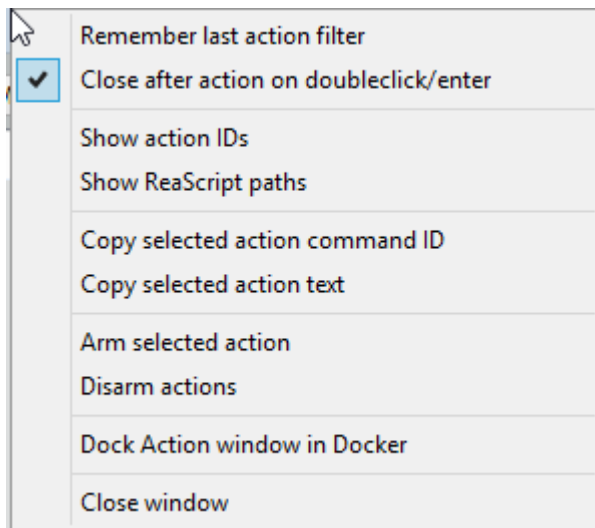 Remember last action filter
Close after action on doubleclick/enter
Show action IDs
Show ReaScript paths
Copy selected action command ID
Copy selected action text
Arm selected action
Disarm actions
Dock Action window in Docker
Close window